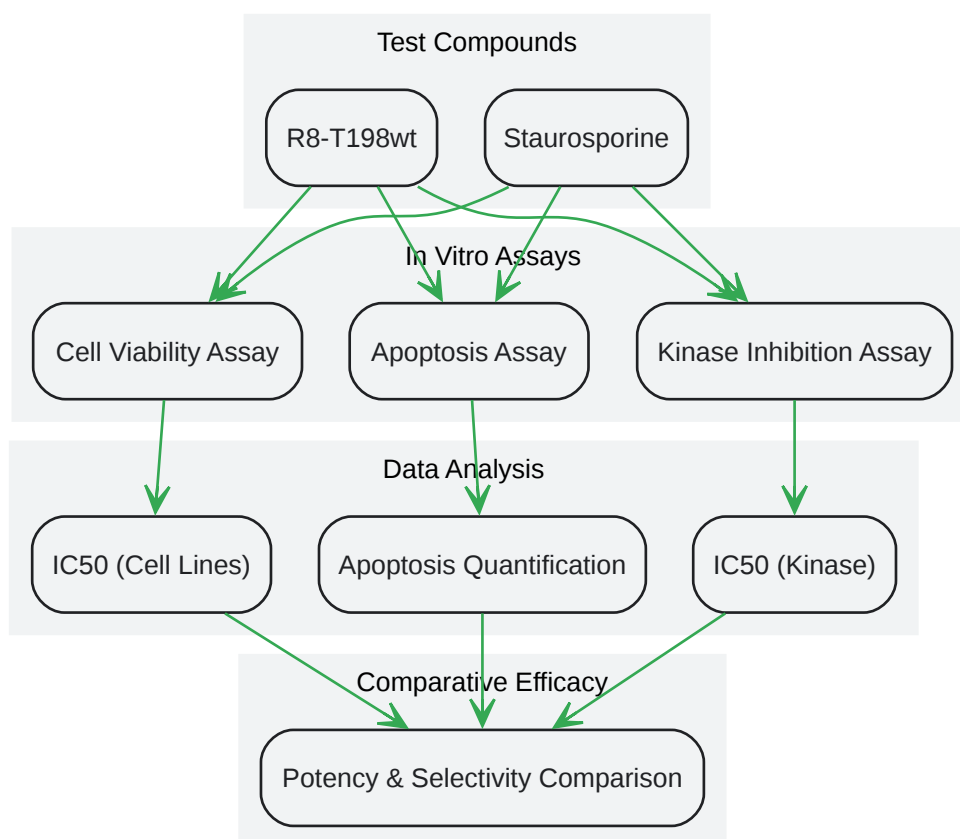 Test Compounds
R8-T198wt
Staurosporine
In Vitro Assays
Cell Viability Assay
Apoptosis Assay
Kinase Inhibition Assay
Data Analysis
IC50 (Cell Lines)
Apoptosis Quantification
IC50 (Kinase)
Comparative Efficacy
Potency & Selectivity Comparison